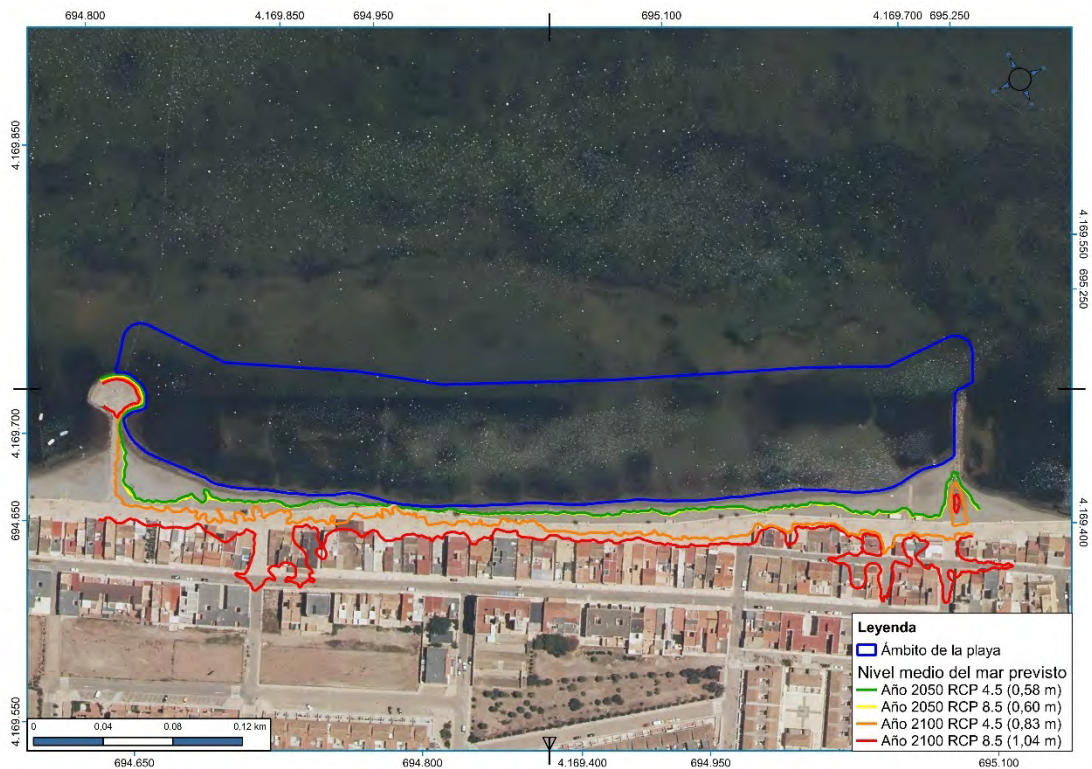 694.800
4.169.850
694.950
695.100
4.169.700
695.250
4.169.850
4.169.550
695.250
4.169.700
694.650
4.169.400
4.169.550
Leyenda
Ámbito de la playa
Nivel medio del mar previsto
Año 2050 RCP 4.5 (0,58 m)
Año 2050 RCP 8.5 (0,60 m)
Año 2100 RCP 4.5 (0,83 m)
Año 2100 RCP 8.5 (1,04 m)
0 0,04 0,08 0,12 km
694.650
694.800
4.169.400
694.950
695.100